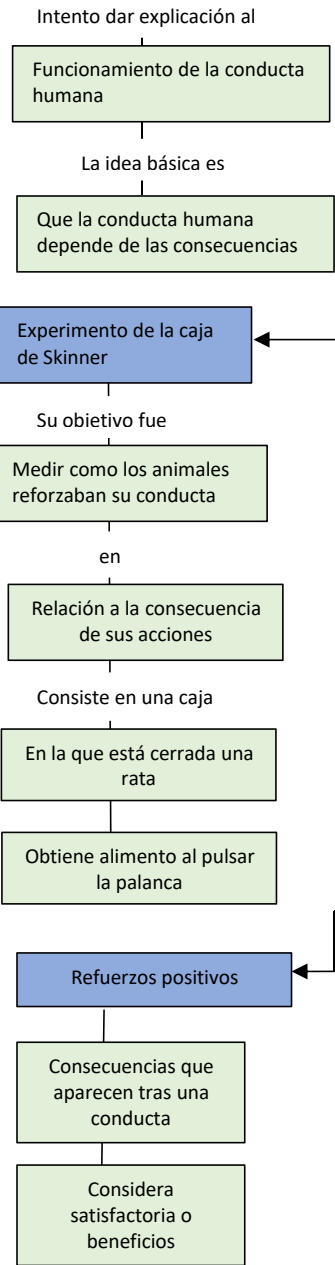 Intento dar explicación al
Funcionamiento de la conducta
humana
La idea básica es
Que la conducta humana
depende de las consecuencias
Experimento de la caja
de Skinner
Su objetivo fue
Medir como los animales
reforzaban su conducta
en
Relación a la consecuencia
de sus acciones
Consiste en una caja
En la que está cerrada una
rata
Obtiene alimento al pulsar
la palanca
Refuerzos positivos
Consecuencias que
aparecen tras una
conducta
Considera
satisfactoria o
beneficios